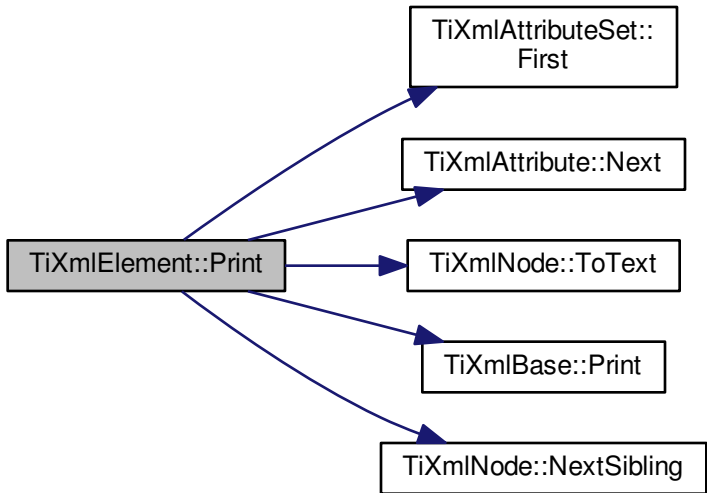 TiXmlAttributeSet::
First
TiXmlAttribute::Next
TiXmlElement::Print
TiXmlNode::ToText
TiXmlBase::Print
TiXmlNode::NextSibling